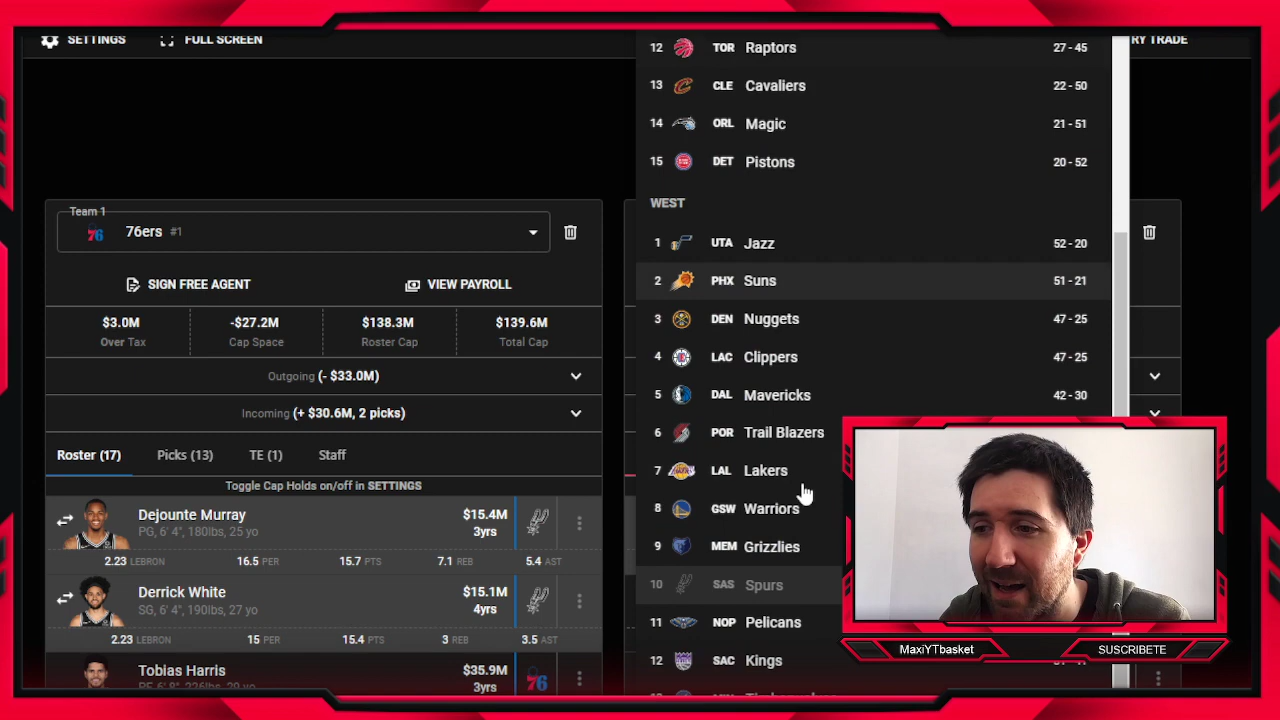 SETTINGS FULL SCREEN
RY TRADE
12 TOR Raptors 27 - 45
13 CLE Cavaliers 22 - 50
14 ORL Magic 21 - 51
15 DET Pistons 20 - 52
WEST
1 UTA Jazz 52 - 20
2 PHX Suns 51 - 21
3 DEN Nuggets 47 - 25
4 LAC Clippers 47 - 25
5 DAL Mavericks 42 - 30
6 POR Trail Blazers
7 LAL Lakers
8 GSW Warriors
9 MEM Grizzlies
10 SAS Spurs
11 NOP Pelicans
12 SAC Kings
Team 1
76ers #1
SIGN FREE AGENT VIEW PAYROLL
$3.0M -$27.2M $138.3M $139.6M
Over Tax Cap Space Roster Cap Total Cap
Outgoing (- $33.0M)
Incoming (+ $30.6M, 2 picks)
Roster (17) Picks (13) TE (1) Staff
Toggle Cap Holds on/off in SETTINGS
Dejounte Murray $15.4M
PG, 6' 4", 180lbs, 25 yo 3yrs
2.23 LEBRON 16.5 PER 15.7 PTS 7.1 REB 5.4 AST
Derrick White $15.1M
SG, 6' 4", 190lbs, 27 yo 4yrs
2.23 LEBRON 15 PER 15.4 PTS 3 REB 3.5 AST
Tobias Harris $35.9M
PF, 6' 8", 226lbs, 29 yo 3yrs
MaxiYTbasket SUSCRIBETE